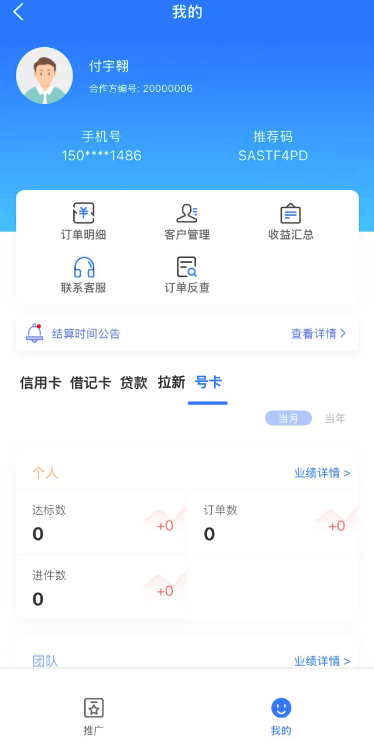 我的
付宇翱
合作方编号: 20000006
手机号 推荐码
150****1486 SASTF4PD
订单明细 客户管理 收益汇总
联系客服 订单反查
结算时间公告 查看详情 >
信用卡 借记卡 贷款 拉新 号卡
当月 当年
个人 业绩详情 >
达标数 订单数
0 +0 0 +0
进件数
0 +0
团队 业绩详情 >
推广 我的